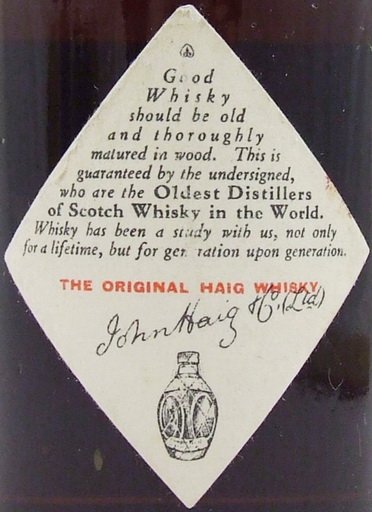 Good
Whisky
should be old
and thoroughly
matured in wood. This is
guaranteed by the undersigned,
who are the Oldest Distillers
of Scotch Whisky in the World.
Whisky has been a study with us, not only
for a lifetime, but for generation upon generation.
THE ORIGINAL HAIG WHISKY
John Haig & Co. (Ltd)